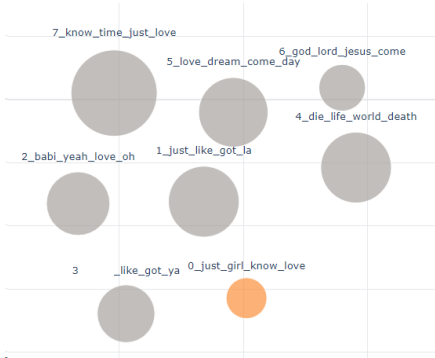 7_know_time_just_love
6_god_lord_jesus_come
5_love_dream_come_day
4_die_life_world_death
2_babi_yeah_love_oh
1_just_like_got_la
3 _like_got_ya
0_just_girl_know_love